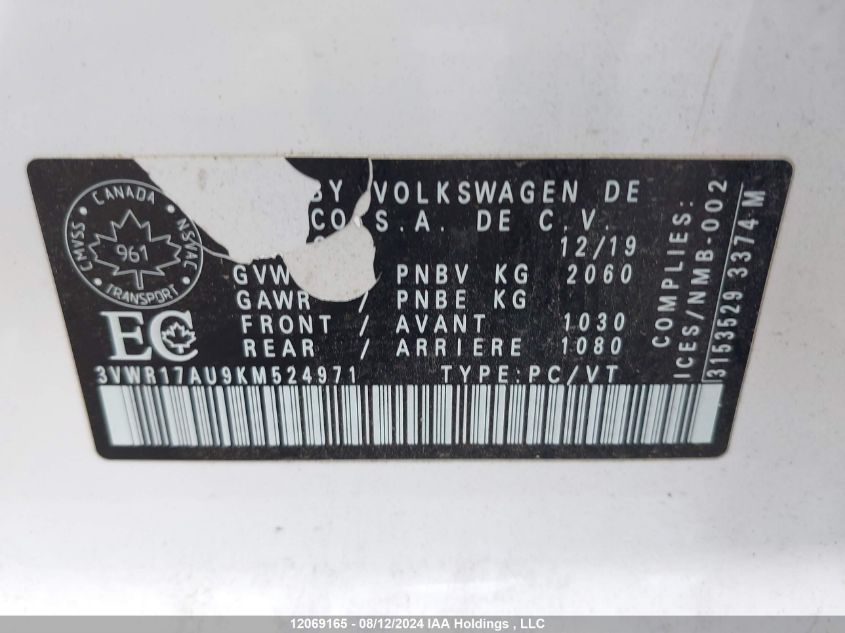 CANADA
CMVSS
NSVAC
961
TRANSPORT
BY VOLKSWAGEN DE
CO S.A. DE C.V.
12/19
PNBV KG 2060
GAWR / PNBE KG
FRONT / AVANT 1030
REAR / ARRIERE 1080
EC
3VWR17AU9KM524971 TYPE:PC/VT
COMPLIES:
ICES/NMB-002
3153529 3374 M
12069165 - 08/12/2024 IAA Holdings , LLC